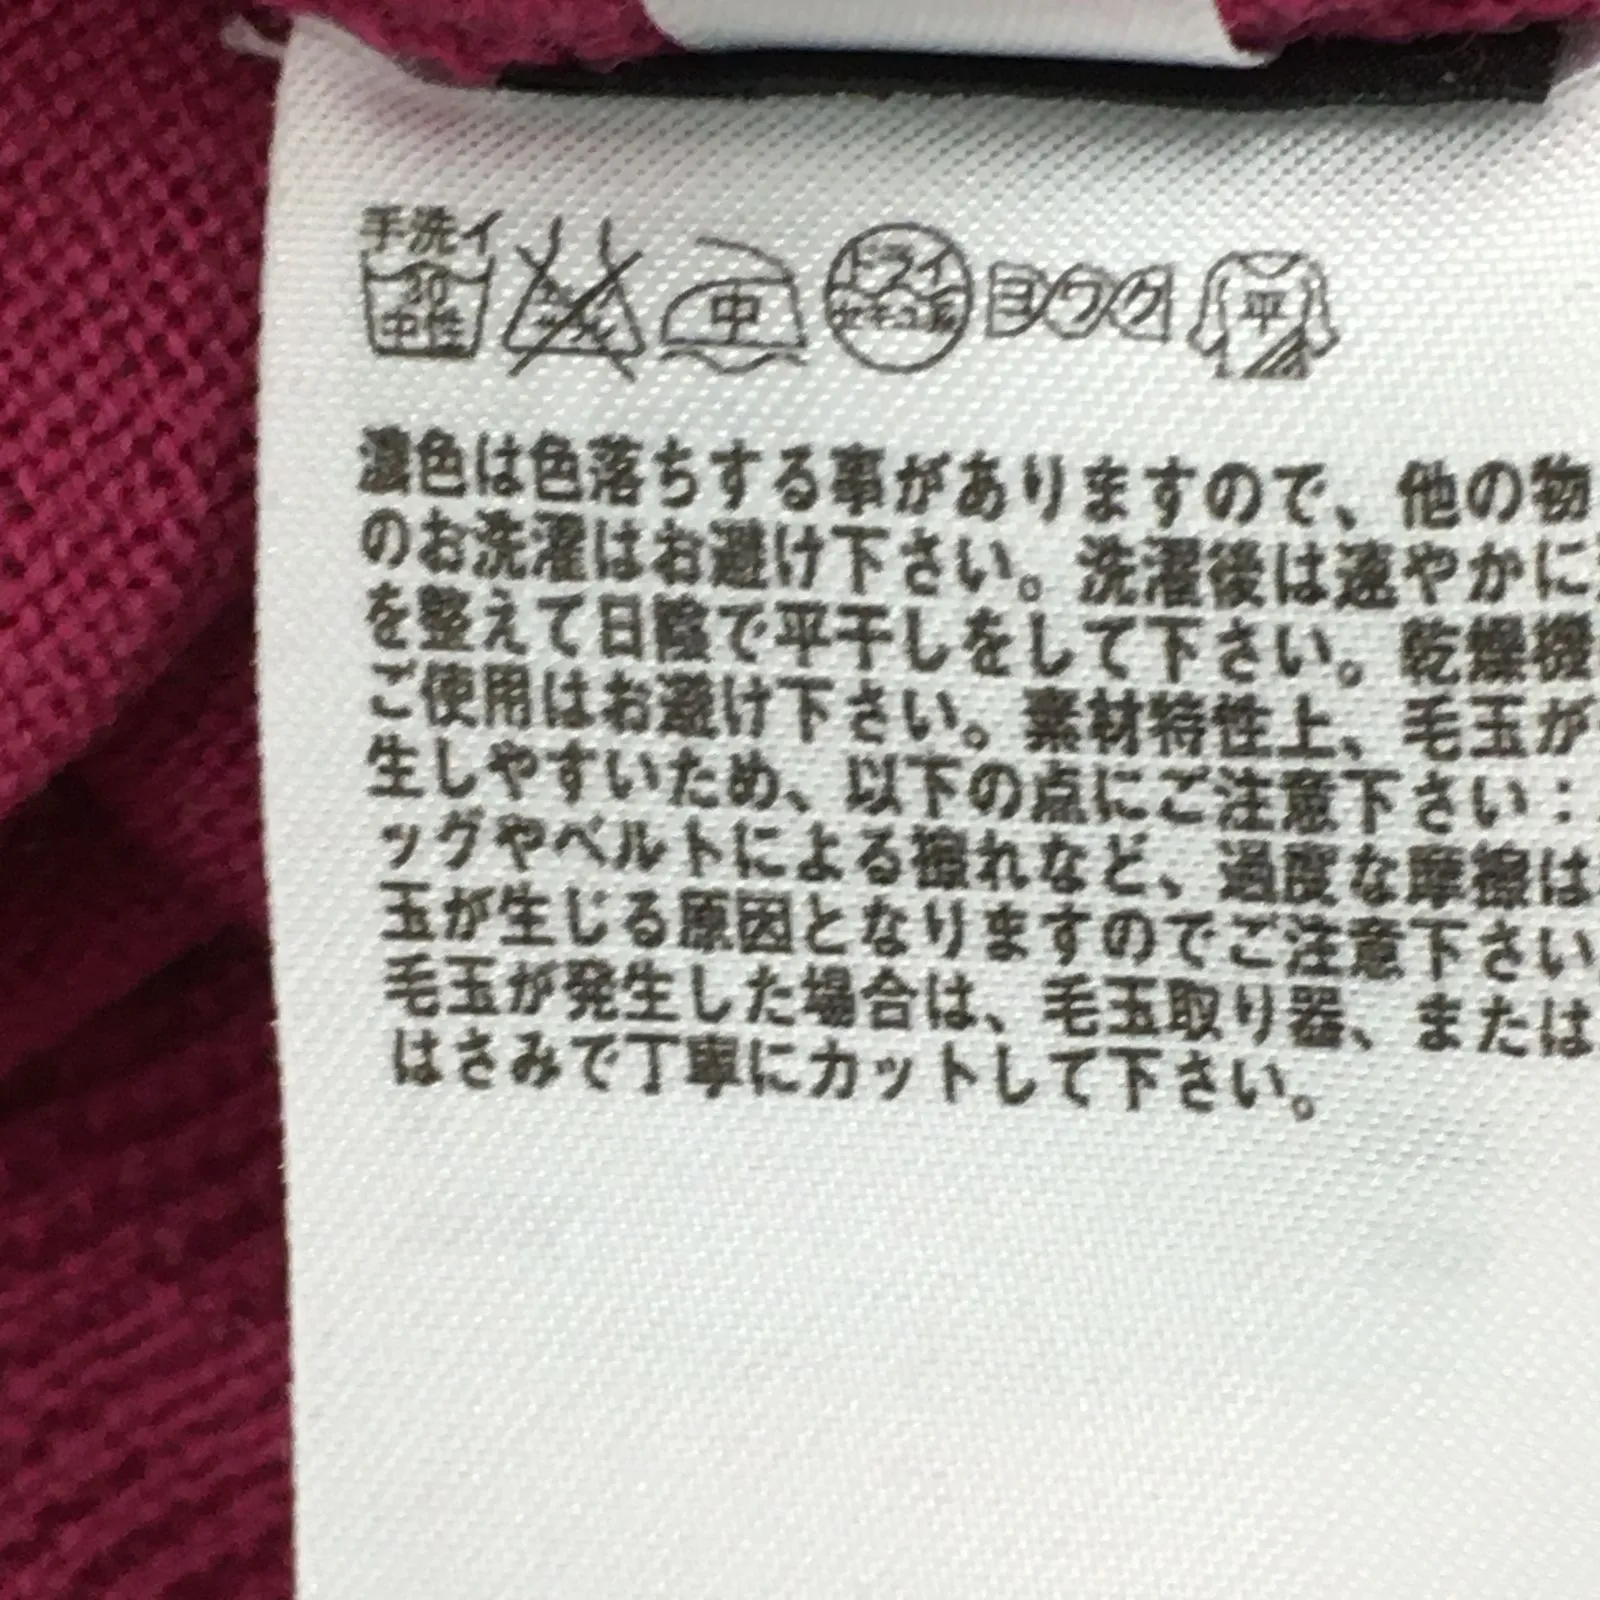 手洗イ
30
中性
中
ドライ
セキユ系
ヨワク
平
濃色は色落ちする事がありますので、他の物
のお洗濯はお避け下さい。洗濯後は速やかに
を整えて日陰で平干しをして下さい。乾燥機
ご使用はお避け下さい。素材特性上、毛玉が
生しやすいため、以下の点にご注意下さい：
ッグやベルトによる擦れなど、過度な摩擦は
玉が生じる原因となりますのでご注意下さい
毛玉が発生した場合は、毛玉取り器、または
はさみで丁寧にカットして下さい。